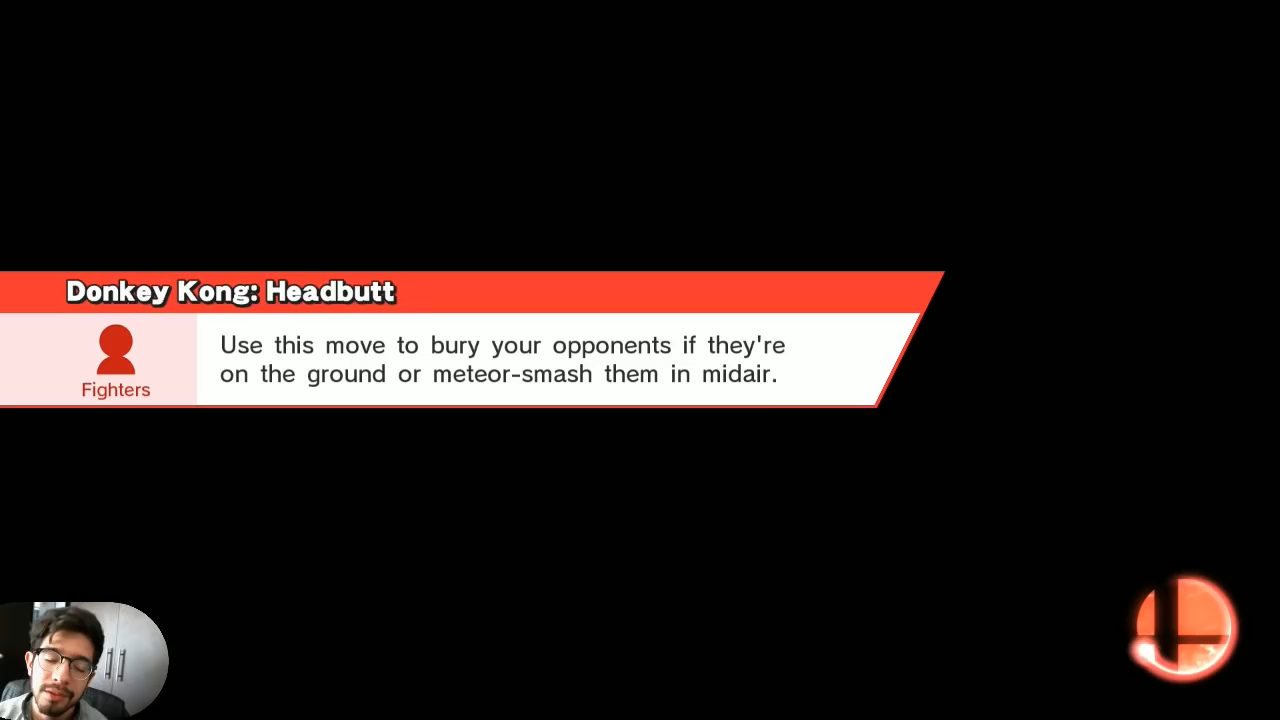 Donkey Kong: Headbutt
Fighters
Use this move to bury your opponents if they're
on the ground or meteor-smash them in midair.